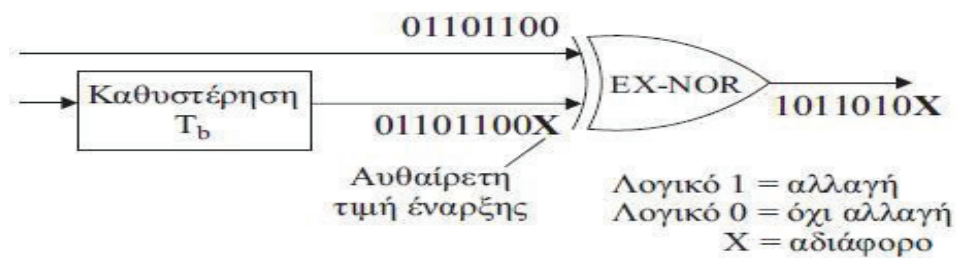 01101100
Καθυστέρηση
T_b
EX-NOR
01101100X
1011010X
Αυθαίρετη
τιμή έναρξης
Λογικό 1 = αλλαγή
Λογικό 0 = όχι αλλαγή
X = αδιάφορο